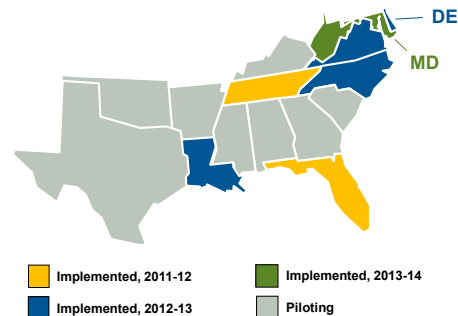 DE
MD
Implemented, 2011-12
Implemented, 2013-14
Implemented, 2012-13
Piloting